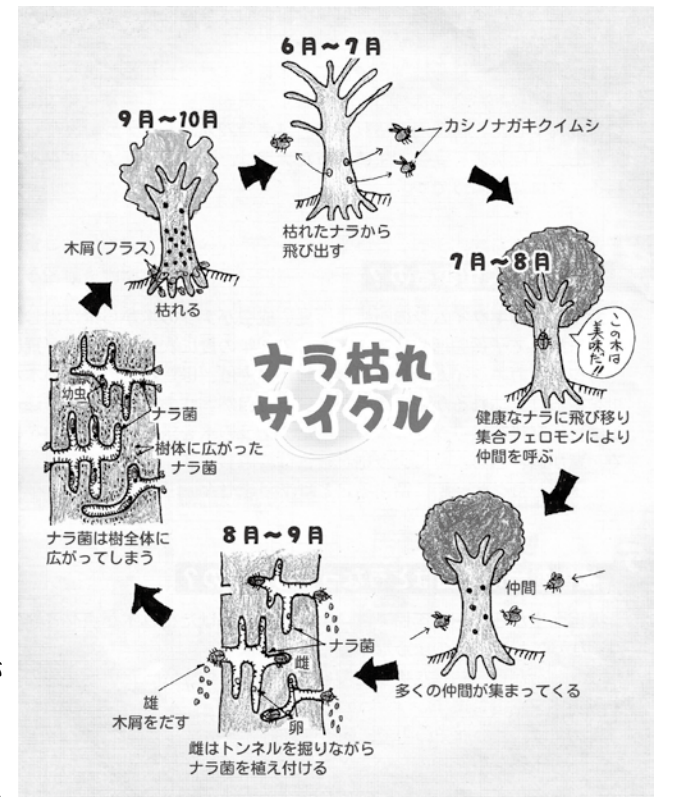 ナラ枯れ
サイクル
6月〜7月
カシノナガキクイムシ
枯れたナラから
飛び出す
7月〜8月
この木は
美味だ!!
健康なナラに飛び移り
集合フェロモンにより
仲間を呼ぶ
仲間
多くの仲間が集まってくる
8月〜9月
ナラ菌
雌
雄
木屑をだす
卵
雌はトンネルを掘りながら
ナラ菌を植え付ける
幼虫
ナラ菌
樹体に広がった
ナラ菌
ナラ菌は樹全体に
広がってしまう
9月〜10月
木屑(フラス)
枯れる